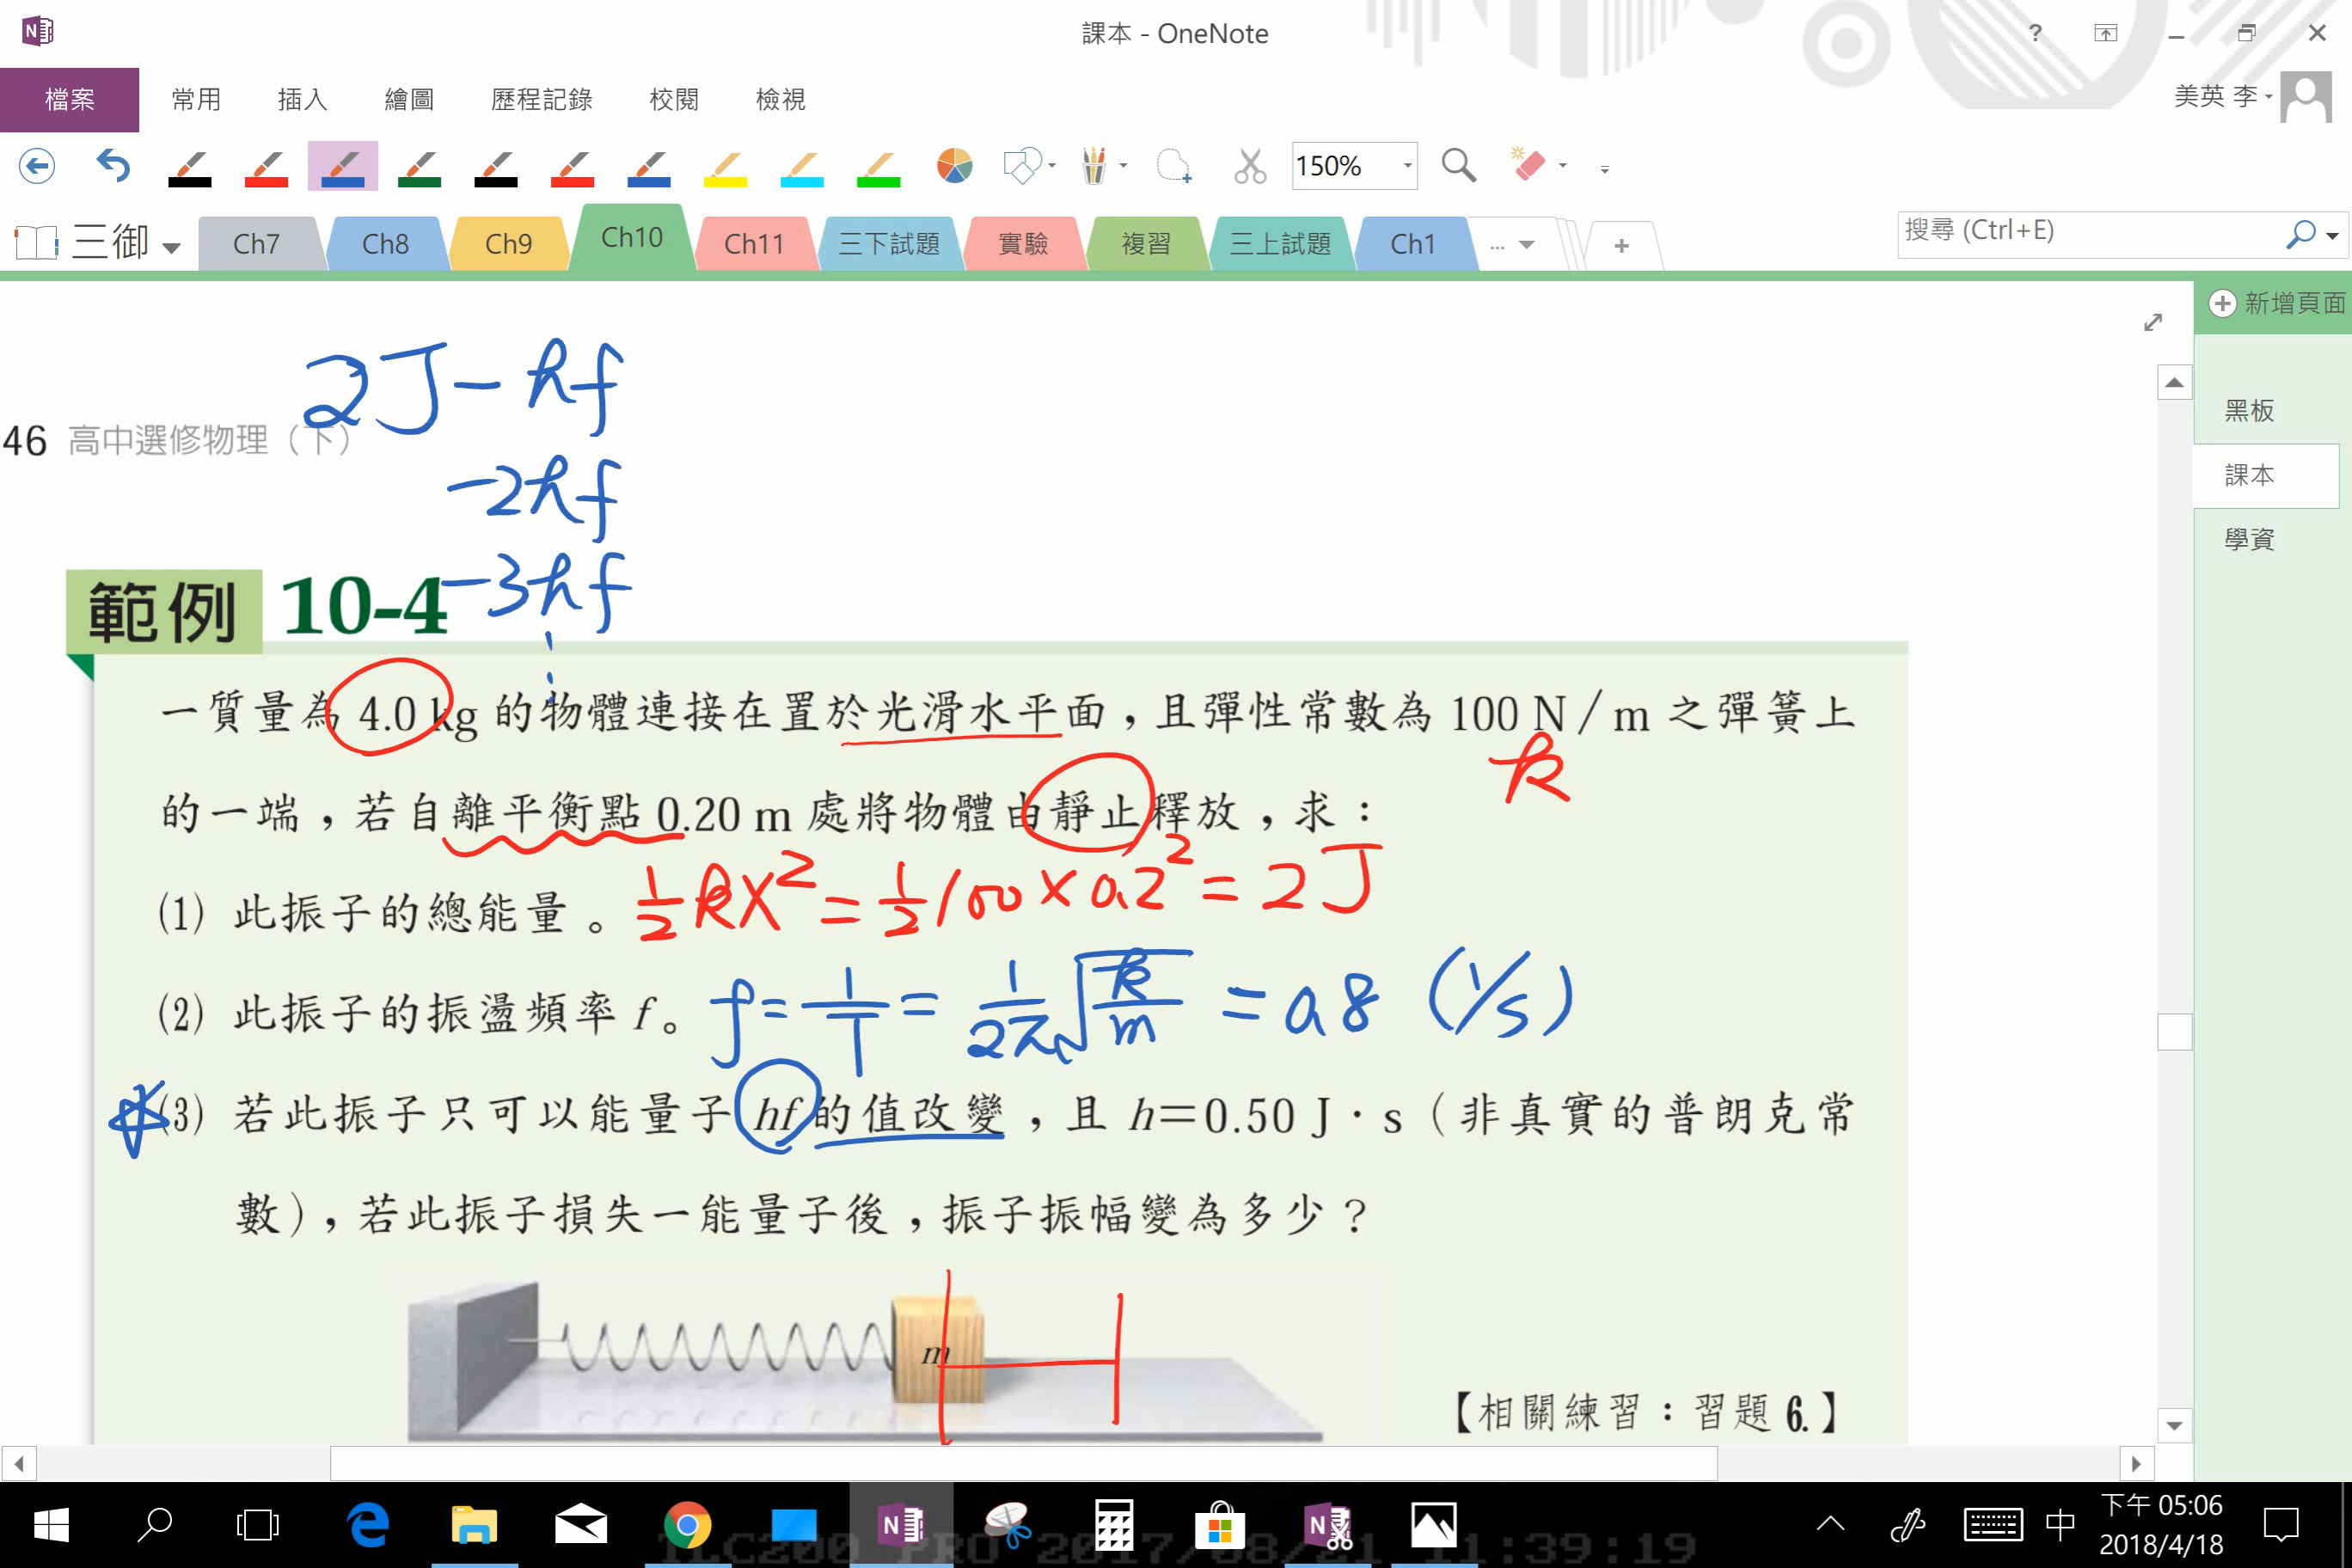 課本 - OneNote
?
檔案 常用 插入 繪圖 歷程記錄 校閱 檢視
美英 李
150%
三御 Ch7 Ch8 Ch9 Ch10 Ch11 三下試題 實驗 複習 三上試題 Ch1 ... +
搜尋 (Ctrl+E)
新增頁面
黑板
課本
學資
2J - hf
46 高中選修物理（下）
-2hf
-3hf
範例 10-4
一質量為 4.0 kg 的物體連接在置於光滑水平面，且彈性常數為 100 N / m 之彈簧上
k
的一端，若自離平衡點 0.20 m 處將物體由靜止釋放，求：
(1) 此振子的總能量。 ½kx² = ½100×0.2² = 2J
(2) 此振子的振盪頻率 f。 f = 1/T = 1/2π √k/m = 0.8 (1/s)
(3) 若此振子只可以能量子 hf 的值改變，且 h＝0.50 J · s（非真實的普朗克常
數），若此振子損失一能量子後，振子振幅變為多少？
m
【相關練習：習題 6.】
中
下午 05:06
2018/4/18
TLC200 PRO 2017/08/21 11:39:19